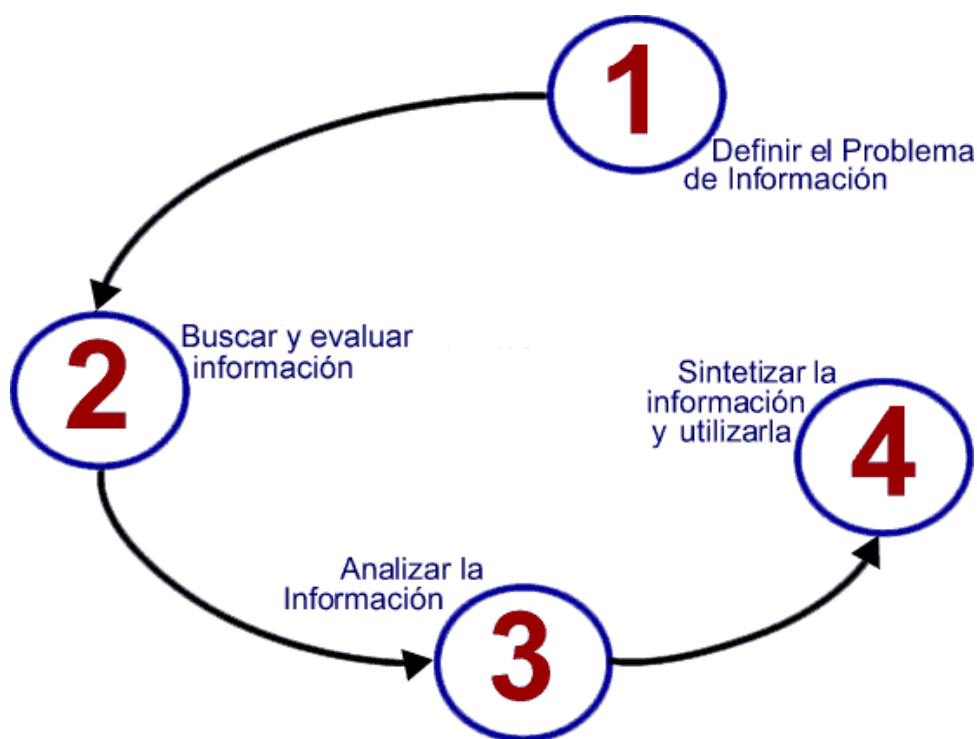 1
Definir el Problema
de Información
2
Buscar y evaluar
información
3
Analizar la
Información
4
Sintetizar la
información
y utilizarla